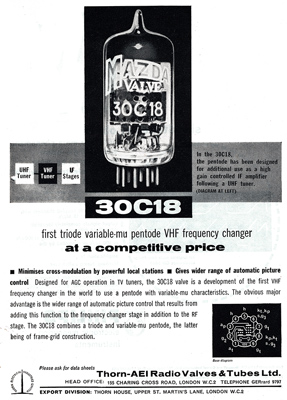 MAZDA
VALVE
30C18
UHF Tuner
VHF Tuner
IF Stages
In the 30C18,
the pentode has been designed
for additional use as a high
gain controlled IF amplifier
following a UHF tuner.
(DIAGRAM AT LEFT).
30C18
first triode variable-mu pentode VHF frequency changer
at a competitive price
■ Minimises cross-modulation by powerful local stations ■ Gives wider range of automatic picture
control Designed for AGC operation in TV tuners, the 30C18 valve is a development of the first VHF
frequency changer in the world to use a pentode with variable-mu characteristics. The obvious major
advantage is the wider range of automatic picture control that results from
adding this function to the frequency changer stage in addition to the RF
stage. The 30C18 combines a triode and variable-mu pentode, the latter
being of frame-grid construction.
Base diagram
Please ask for data sheets
Thorn-AEI Radio Valves & Tubes Ltd.
HEAD OFFICE: 155 CHARING CROSS ROAD, LONDON W.C.2 TELEPHONE GERrard 9797
EXPORT DIVISION: THORN HOUSE, UPPER ST. MARTIN'S LANE, LONDON W.C.2